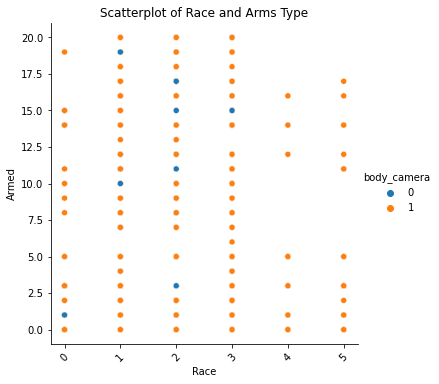 Scatterplot of Race and Arms Type
20.0
17.5
15.0
12.5
10.0
7.5
5.0
2.5
0.0
Armed
0 1 2 3 4 5
Race
body_camera
0
1